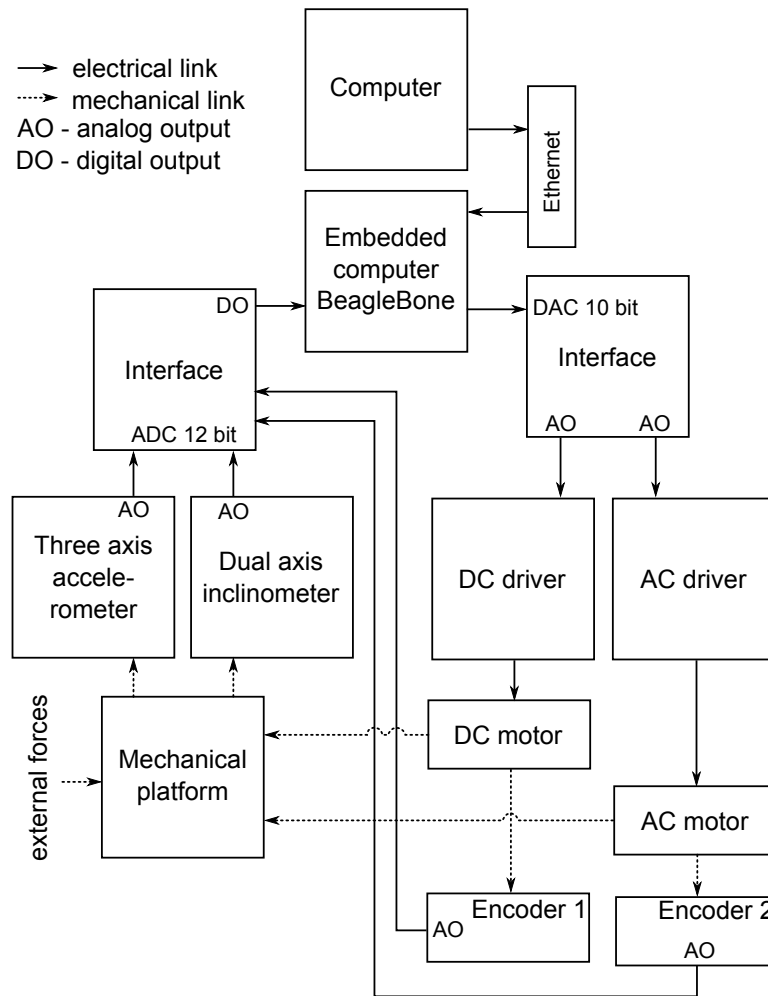 electrical link
mechanical link
AO - analog output
DO - digital output
Computer
Ethernet
Embedded
computer
BeagleBone
DO
Interface
ADC 12 bit
DAC 10 bit
Interface
AO
AO
AO
Three axis
accele-
rometer
AO
Dual axis
inclinometer
DC driver
AC driver
external forces
Mechanical
platform
DC motor
AC motor
Encoder 1
AO
Encoder 2
AO